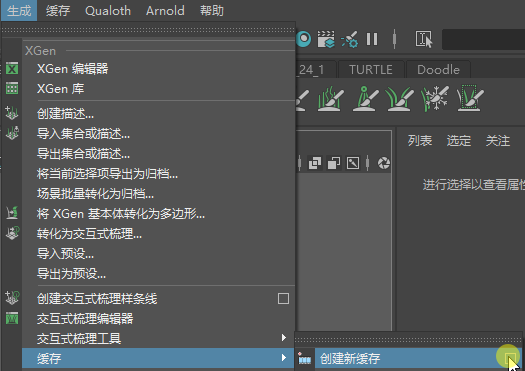 生成 缓存 Qualoth Arnold 帮助
XGen
XGen 编辑器
XGen 库
创建描述...
导入集合或描述...
导出集合或描述...
将当前选择项导出为归档...
场景批量转化为归档...
将 XGen 基本体转化为多边形...
转化为交互式梳理...
导入预设...
导出为预设...
创建交互式梳理样条线
交互式梳理编辑器
交互式梳理工具
缓存
创建新缓存
_24_1 TURTLE Doodle
列表 选定 关注
进行选择以查看属